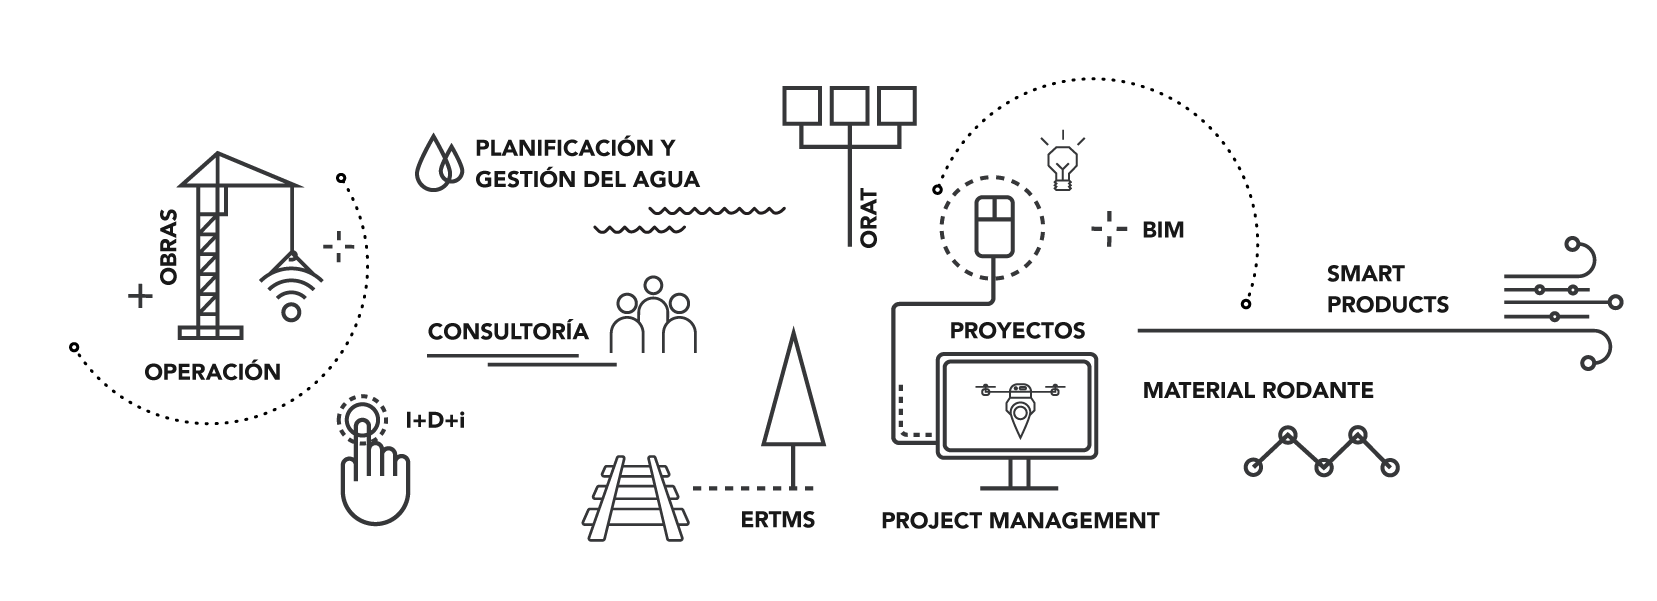 OBRAS
OPERACIÓN
I+D+i
PLANIFICACIÓN Y
GESTIÓN DEL AGUA
CONSULTORÍA
ORAT
ERTMS
BIM
PROYECTOS
PROJECT MANAGEMENT
SMART
PRODUCTS
MATERIAL RODANTE